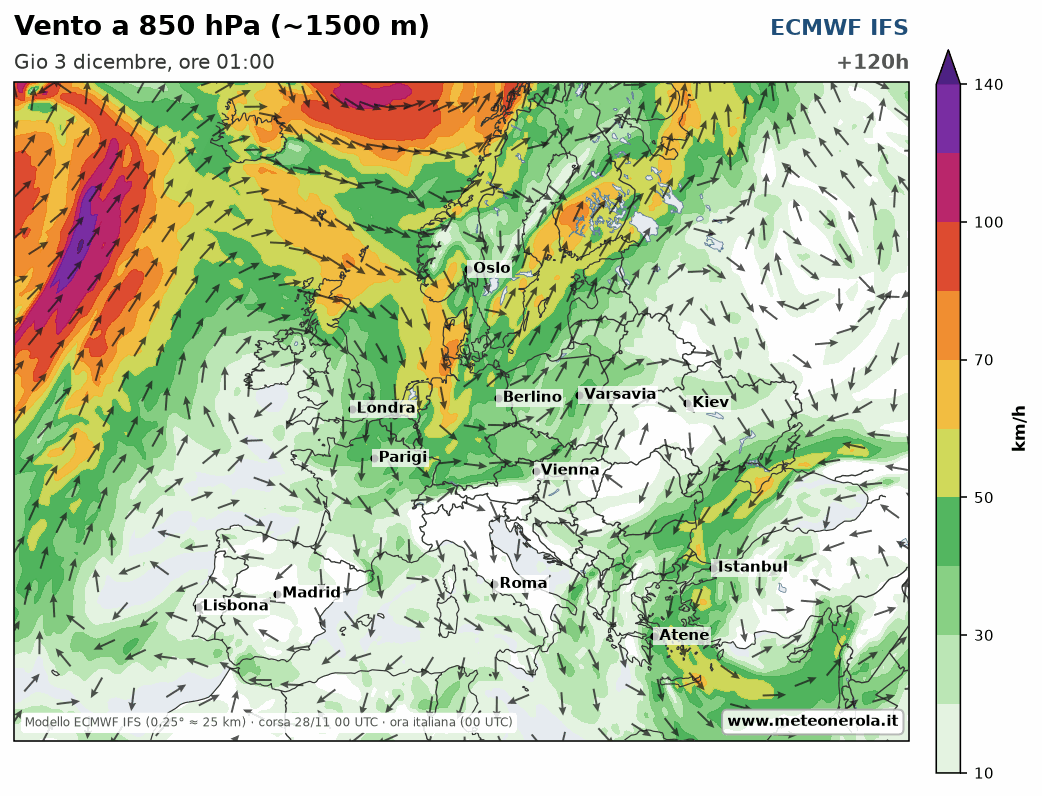 Vento a 850 hPa (~1500 m)
ECMWF IFS
Gio 3 dicembre, ore 01:00
+120h
140
100
70
50
30
10
km/h
Oslo
Londra
Berlino
Varsavia
Kiev
Parigi
Vienna
Istanbul
Roma
Madrid
Lisbona
Atene
Modello ECMWF IFS (0,25° ≈ 25 km) · corsa 28/11 00 UTC · ora italiana (00 UTC)
www.meteonerola.it